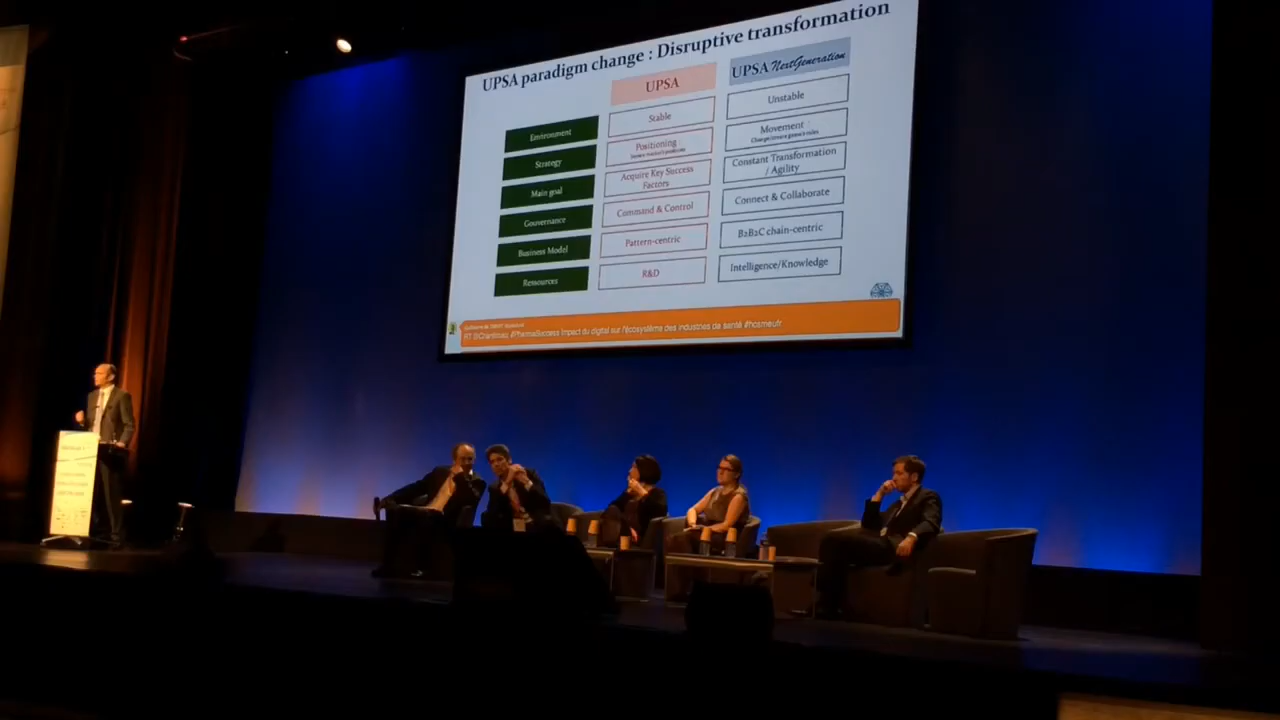 UPSA paradigm change : Disruptive transformation
UPSA
UPSA NextGeneration
Environment
Stable
Unstable
Strategy
Positioning
Movement
Main goal
Acquire Key Success
Factors
Constant Transformation
/ Agility
Gouvernance
Command & Control
Connect & Collaborate
Business Model
Pattern-centric
B2B2C chain-centric
Ressources
R&D
Intelligence/Knowledge
#PharmaSuccess Impact du digital sur l'écosystème des industries de santé #hcsmeufr